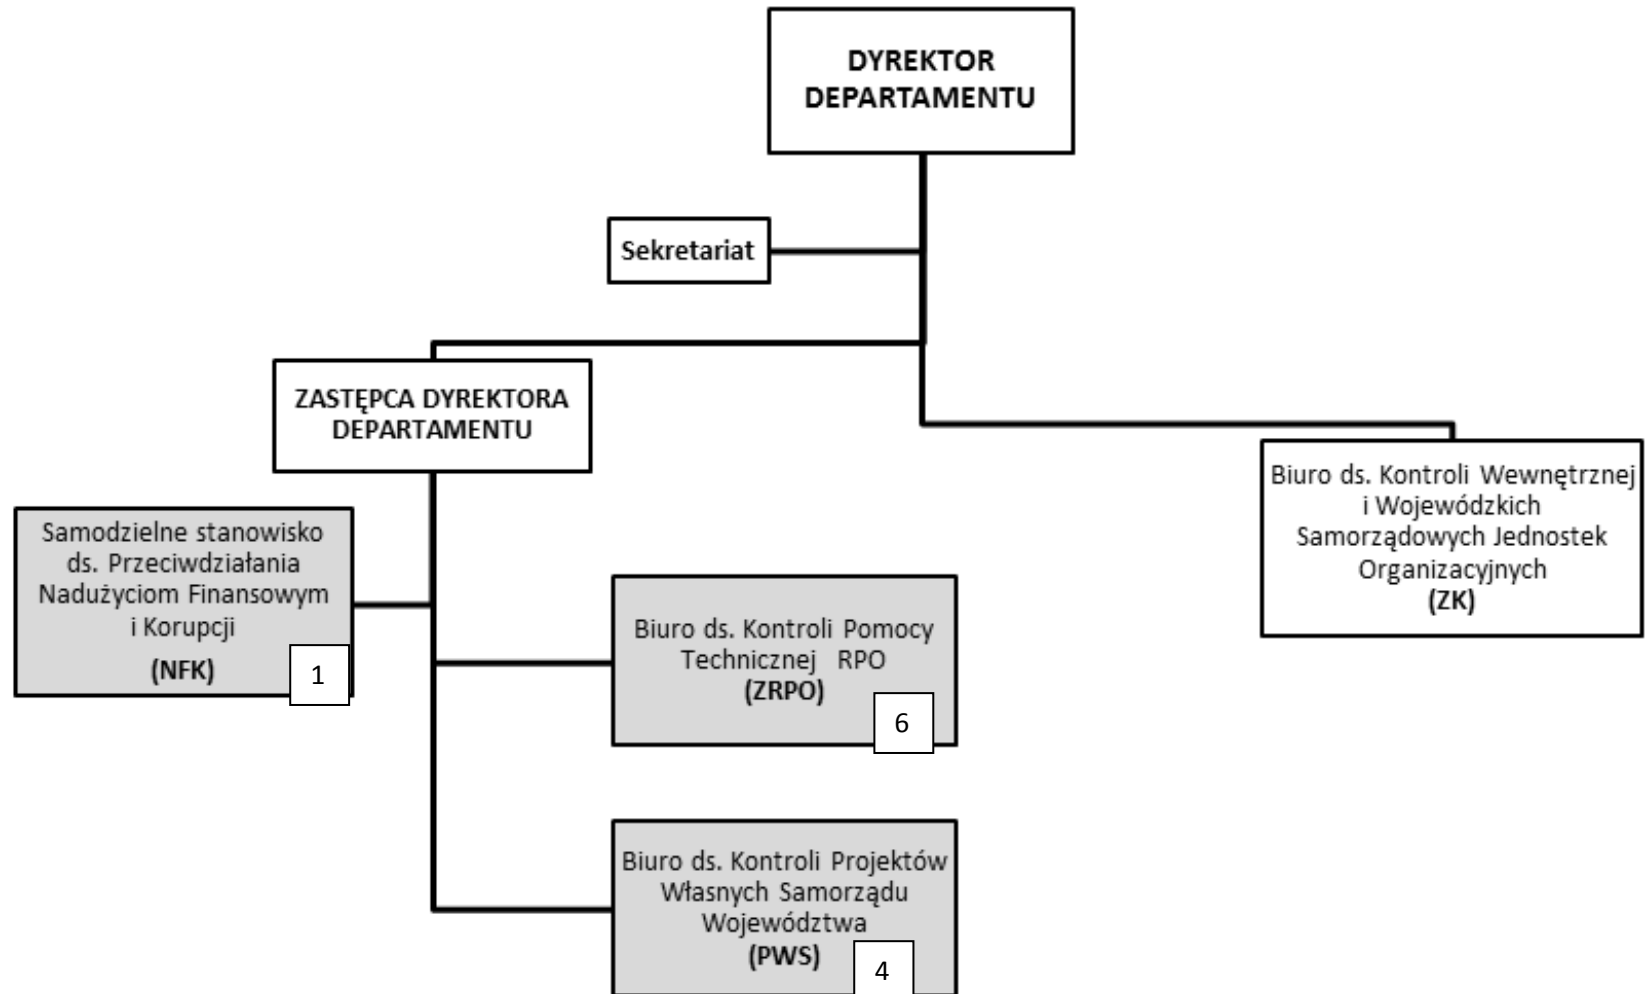 DYREKTOR
DEPARTAMENTU
Sekretariat
ZASTĘPCA DYREKTORA
DEPARTAMENTU
Samodzielne stanowisko
ds. Przeciwdziałania
Nadużyciom Finansowym
i Korupcji
(NFK)
1
Biuro ds. Kontroli Pomocy
Technicznej RPO
(ZRPO)
6
Biuro ds. Kontroli Projektów
Własnych Samorządu
Województwa
(PWS)
4
Biuro ds. Kontroli Wewnętrznej
i Wojewódzkich
Samorządowych Jednostek
Organizacyjnych
(ZK)